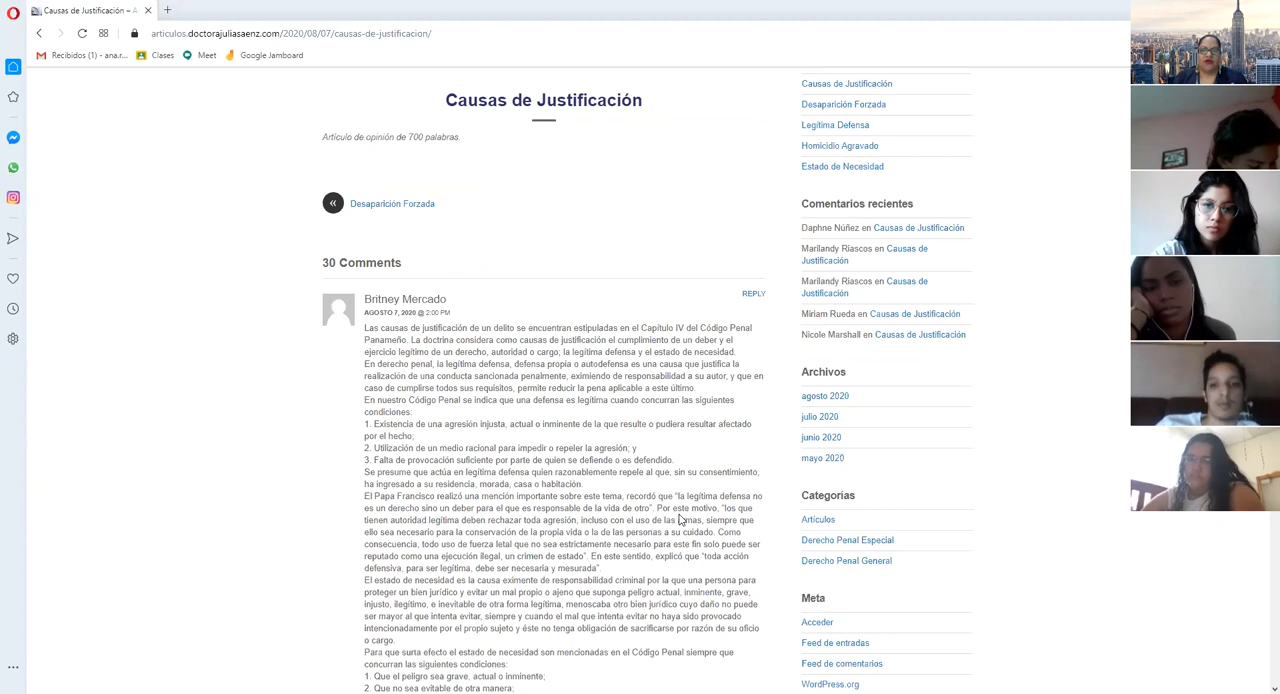 Causas de Justificación – A
articulos.doctorajuliasaenz.com/2020/08/07/causas-de-justificacion/
Recibidos (1) - ana.r... Clases Meet Google Jamboard
Causas de Justificación
Artículo de opinión de 700 palabras.
« Desaparición Forzada
30 Comments
Britney Mercado
REPLY
AGOSTO 7, 2020 @ 2:00 PM
Las causas de justificación de un delito se encuentran estipuladas en el Capítulo IV del Código Penal
Panameño. La doctrina considera como causas de justificación el cumplimiento de un deber y el
ejercicio legítimo de un derecho, autoridad o cargo; la legítima defensa y el estado de necesidad.
En derecho penal, la legítima defensa, defensa propia o autodefensa es una causa que justifica la
realización de una conducta sancionada penalmente, eximiendo de responsabilidad a su autor, y que en
caso de cumplirse todos sus requisitos, permite reducir la pena aplicable a este último.
En nuestro Código Penal se indica que una defensa es legítima cuando concurran las siguientes
condiciones:
1. Existencia de una agresión injusta, actual o inminente de la que resulte o pudiera resultar afectado
por el hecho;
2. Utilización de un medio racional para impedir o repeler la agresión; y
3. Falta de provocación suficiente por parte de quien se defiende o es defendido.
Se presume que actúa en legítima defensa quien razonablemente repele al que, sin su consentimiento,
ha ingresado a su residencia, morada, casa o habitación.
El Papa Francisco realizó una mención importante sobre este tema, recordó que “la legítima defensa no
es un derecho sino un deber para el que es responsable de la vida de otro”. Por este motivo, “los que
tienen autoridad legítima deben rechazar toda agresión, incluso con el uso de las armas, siempre que
ello sea necesario para la conservación de la propia vida o la de las personas a su cuidado. Como
consecuencia, todo uso de fuerza letal que no sea estrictamente necesario para este fin solo puede ser
reputado como una ejecución ilegal, un crimen de estado”. En este sentido, explicó que “toda acción
defensiva, para ser legítima, debe ser necesaria y mesurada”.
El estado de necesidad es la causa eximente de responsabilidad criminal por la que una persona para
proteger un bien jurídico y evitar un mal propio o ajeno que suponga peligro actual, inminente, grave,
injusto, ilegítimo, e inevitable de otra forma legítima, menoscaba otro bien jurídico cuyo daño no puede
ser mayor al que intenta evitar, siempre y cuando el mal que intenta evitar no haya sido provocado
intencionadamente por el propio sujeto y éste no tenga obligación de sacrificarse por razón de su oficio
o cargo.
Para que surta efecto el estado de necesidad son mencionadas en el Código Penal siempre que
concurran las siguientes condiciones:
1. Que el peligro sea grave, actual o inminente;
2. Que no sea evitable de otra manera;
Causas de Justificación
Desaparición Forzada
Legítima Defensa
Homicidio Agravado
Estado de Necesidad
Comentarios recientes
Daphne Núñez en Causas de Justificación
Marilandy Riascos en Causas de
Justificación
Marilandy Riascos en Causas de
Justificación
Miriam Rueda en Causas de Justificación
Nicole Marshall en Causas de Justificación
Archivos
agosto 2020
julio 2020
junio 2020
mayo 2020
Categorías
Artículos
Derecho Penal Especial
Derecho Penal General
Meta
Acceder
Feed de entradas
Feed de comentarios
WordPress.org